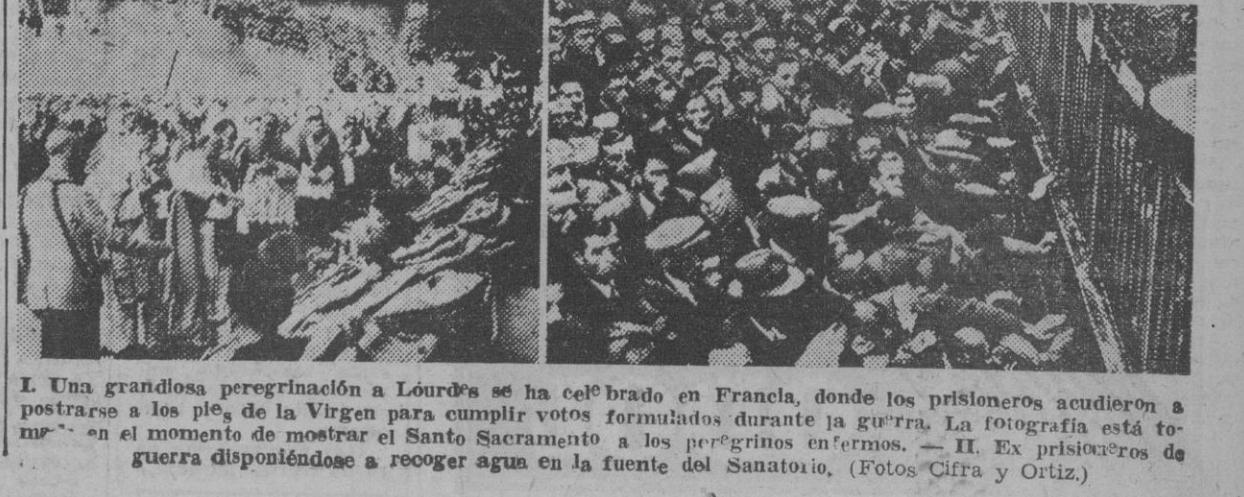 I. Una grandiosa peregrinación a Lourdes se ha celebrado en Francia, donde los prisioneros acudieron a
postrarse a los pies de la Virgen para cumplir votos formulados durante la guerra. La fotografía está to-
en el momento de mostrar el Santo Sacramento a los peregrinos enfermos. — II. Ex prisioneros de
guerra disponiéndose a recoger agua en la fuente del Sanatorio. (Fotos Cifra y Ortiz.)